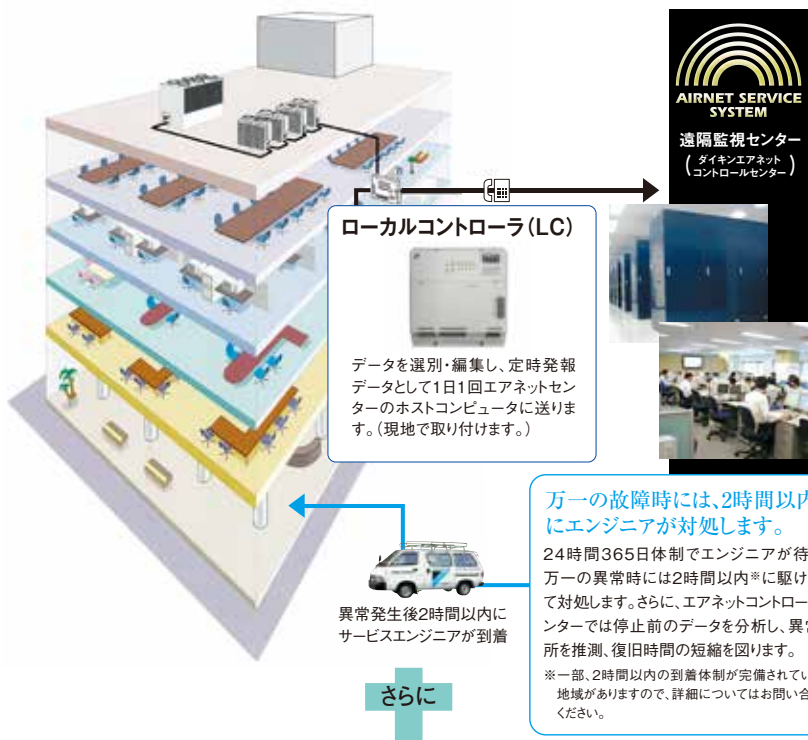 AIRNET SERVICE
SYSTEM
遠隔監視センター
(ダイキンエアネット
コントロールセンター)
ローカルコントローラ(LC)
データを選別・編集し、定時発報
データとして1日1回エアネットセン
ターのホストコンピュータに送りま
す。(現地で取り付けます。)
万一の故障時には、2時間以内
にエンジニアが対処します。
24時間365日体制でエンジニアが待
万一の異常時には2時間以内※に駆け
て対処します。さらに、エアネットコントロー
ンターでは停止前のデータを分析し、異常
所を推測、復旧時間の短縮を図ります。
※一部、2時間以内の到着体制が完備されてい
地域がありますので、詳細についてはお問い合
ください。
異常発生後2時間以内に
サービスエンジニアが到着
さらに